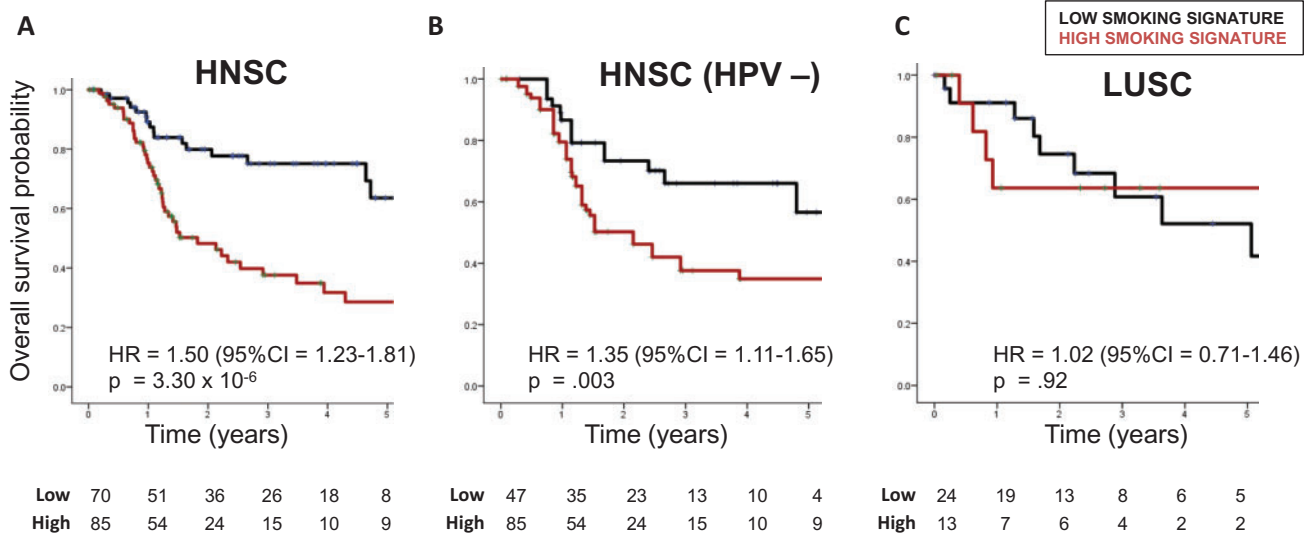 LOW SMOKING SIGNATURE
HIGH SMOKING SIGNATURE
A
HNSC
B
HNSC (HPV –)
C
LUSC
Overall survival probability
1.0
0.8
0.6
0.4
0.2
0.0
HR = 1.50 (95%CI = 1.23-1.81)
p = 3.30 x 10-6
0 1 2 3 4 5
Time (years)
1.0
0.8
0.6
0.4
0.2
0.0
HR = 1.35 (95%CI = 1.11-1.65)
p = .003
0 1 2 3 4 5
Time (years)
1.0
0.8
0.6
0.4
0.2
0.0
HR = 1.02 (95%CI = 0.71-1.46)
p = .92
0 1 2 3 4 5
Time (years)
Low 70 51 36 26 18 8
High 85 54 24 15 10 9
Low 47 35 23 13 10 4
High 85 54 24 15 10 9
Low 24 19 13 8 6 5
High 13 7 6 4 2 2